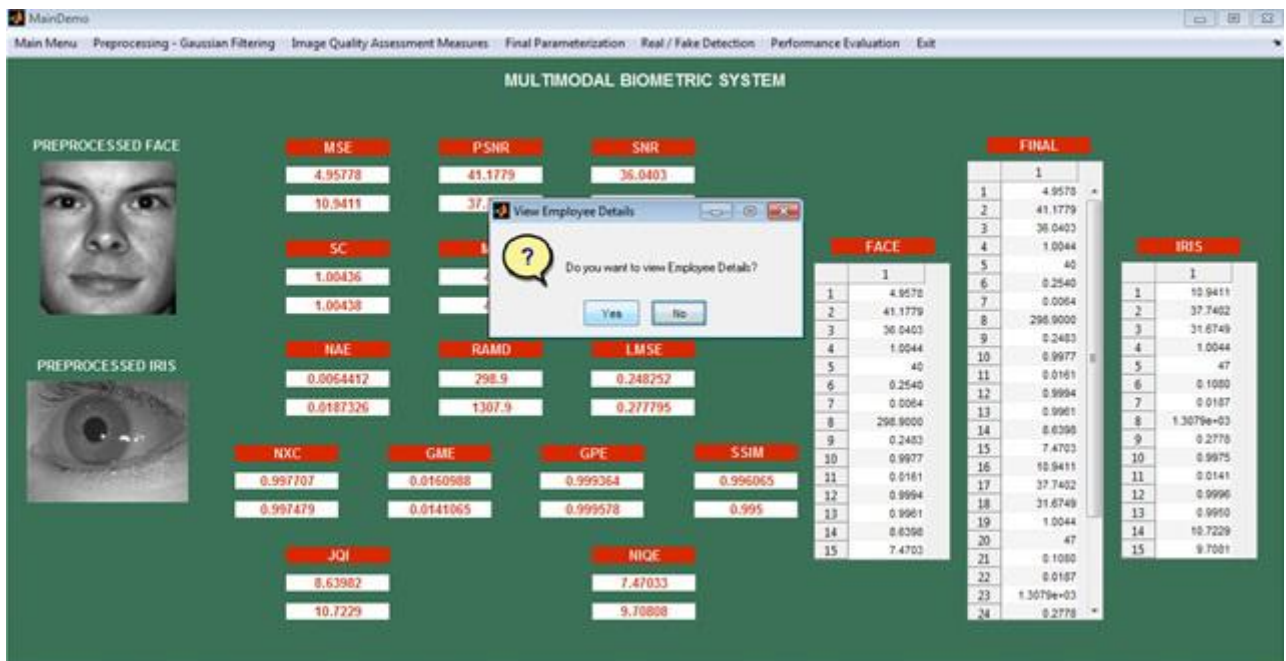 MainDemo
Main Menu Preprocessing - Gaussian Filtering Image Quality Assessment Measures Final Parameterization Real / Fake Detection Performance Evaluation Exit
MULTIMODAL BIOMETRIC SYSTEM
PREPROCESSED FACE
PREPROCESSED IRIS
MSE PSNR SNR
4.95778 41.1779 36.0403
10.9411 37.
View Employee Details
?
Do you want to view Employee Details?
Yes No
SC
1.00436
1.00438
NAE RAMD LMSE
0.0064412 298.9 0.248252
0.0187326 1307.9 0.277795
NXC GME GPE SSIM
0.997707 0.0160988 0.999364 0.996065
0.997479 0.0141065 0.999578 0.995
JQI NIQE
8.63982 7.47033
10.7229 9.70808
FACE
1
1 4.9578
2 41.1779
3 36.0403
4 1.0044
5 40
6 0.2540
7 0.0064
8 298.9000
9 0.2483
10 0.9977
11 0.0161
12 0.9994
13 0.9961
14 8.6398
15 7.4703
FINAL
1
1 4.9578
2 41.1779
3 36.0403
4 1.0044
5 40
6 0.2540
7 0.0064
8 298.9000
9 0.2483
10 0.9977
11 0.0161
12 0.9994
13 0.9961
14 8.6398
15 7.4703
16 10.9411
17 37.7402
18 31.6749
19 1.0044
20 47
21 0.1080
22 0.0187
23 1.3079e+03
24 0.2778
IRIS
1
1 10.9411
2 37.7402
3 31.6749
4 1.0044
5 47
6 0.1080
7 0.0187
8 1.3079e+03
9 0.2778
10 0.9975
11 0.0141
12 0.9996
13 0.9950
14 10.7229
15 9.7081